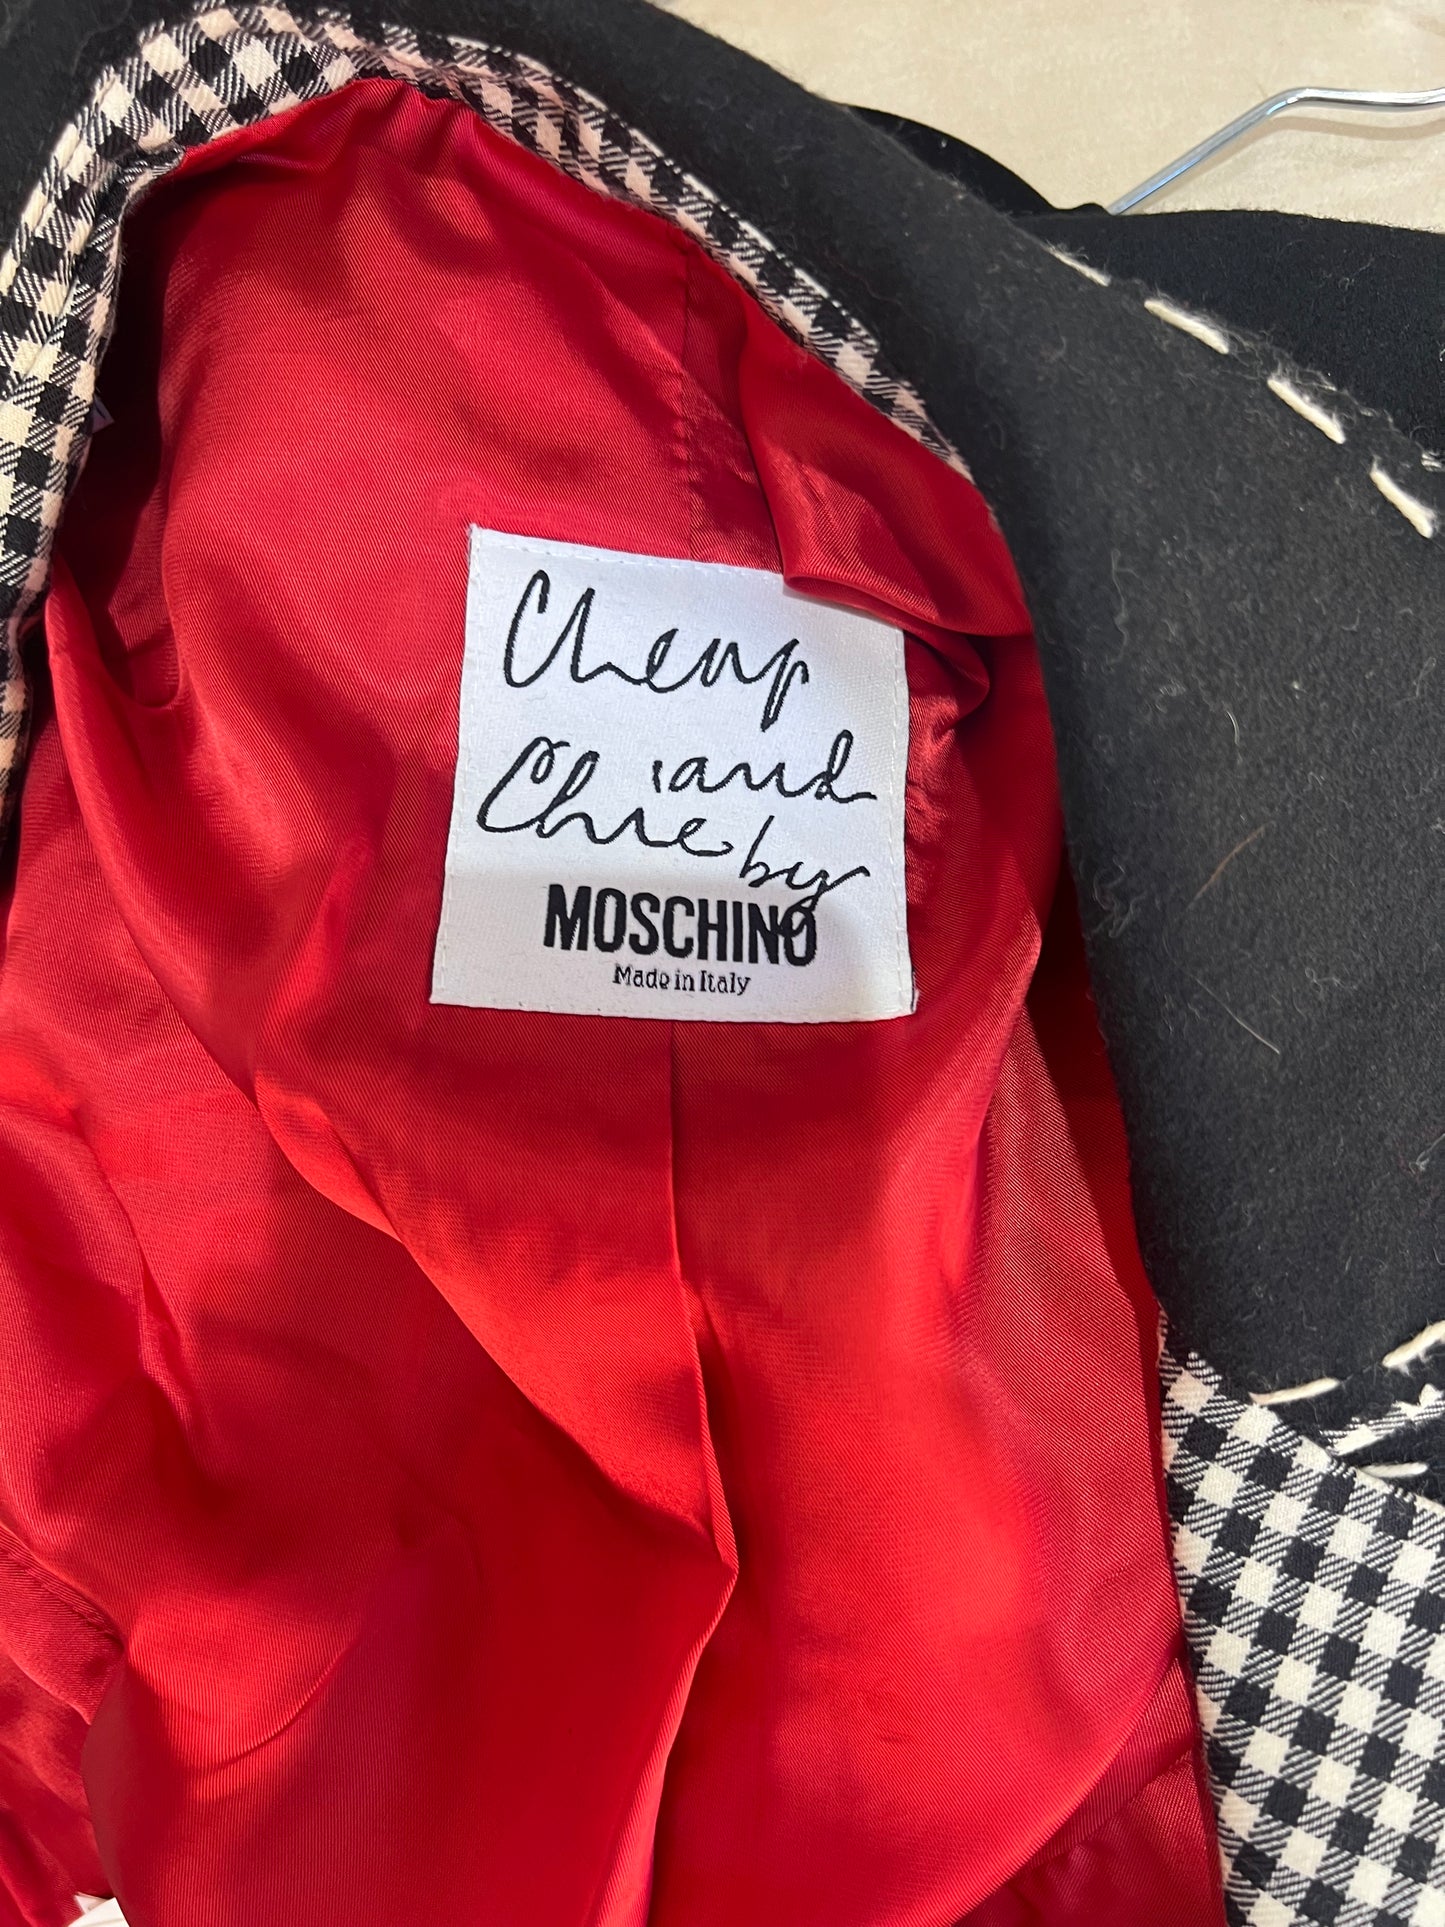 Cheap
and
Chic by
MOSCHINO
Made in Italy